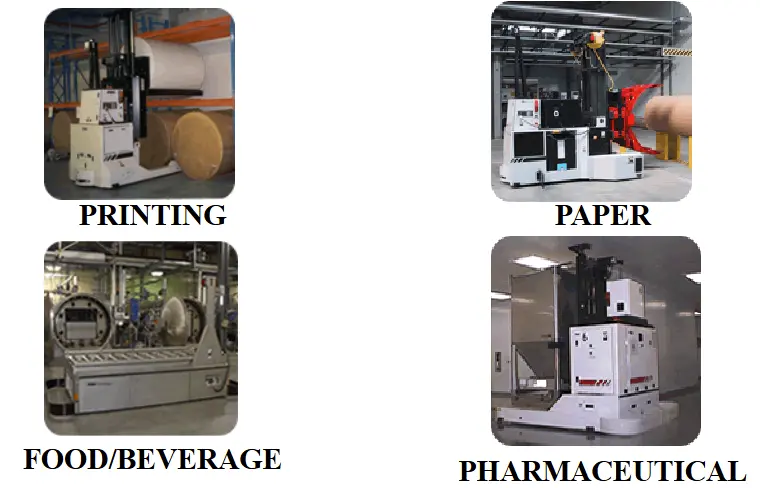 PRINTING
PAPER
FOOD/BEVERAGE
PHARMACEUTICAL